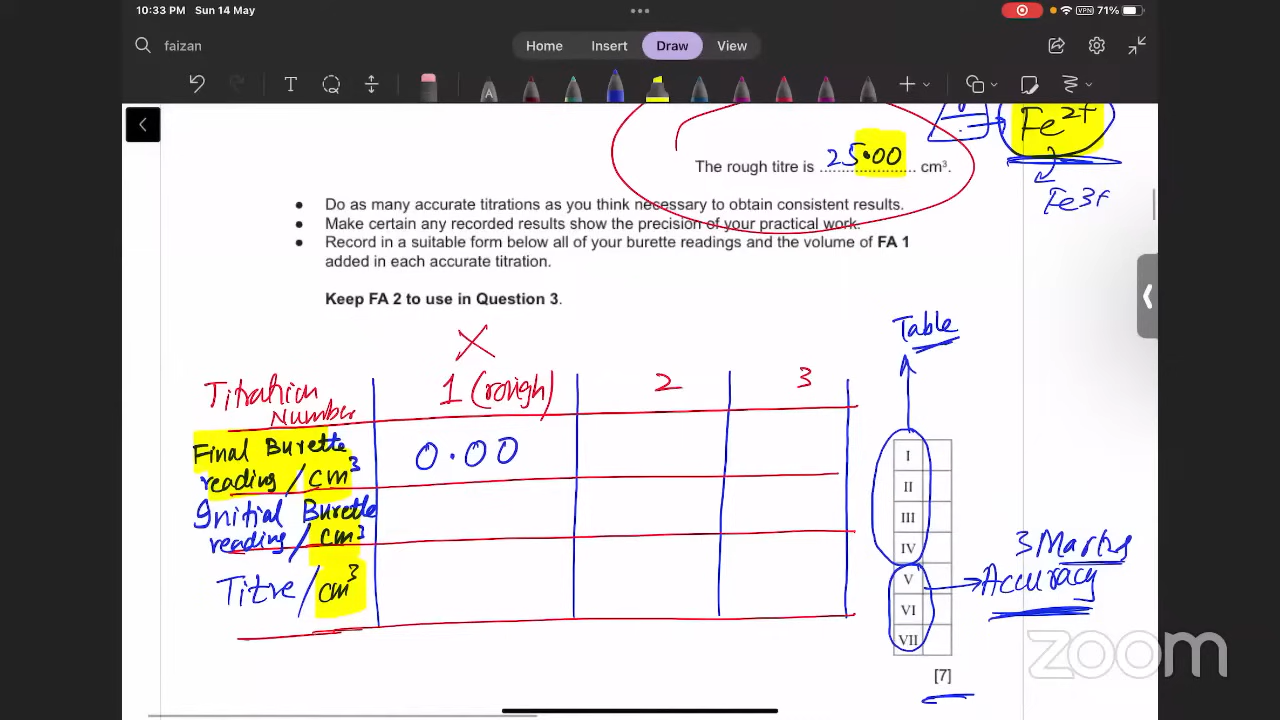 10:33 PM Sun 14 May
71%
VPN
faizan
Home Insert Draw View
T
A
Fe2+
Fe3+
The rough titre is 25.00 cm³.
• Do as many accurate titrations as you think necessary to obtain consistent results.
• Make certain any recorded results show the precision of your practical work.
• Record in a suitable form below all of your burette readings and the volume of FA 1
added in each accurate titration.
Keep FA 2 to use in Question 3.
Table
Titration
Number
1 (rough)
2
3
Final Burette
reading / cm³
0.00
Initial Burette
reading / cm³
Titre / cm³
I
II
III
IV
V
VI
VII
3 Marks
Accuracy
[7]
zoom